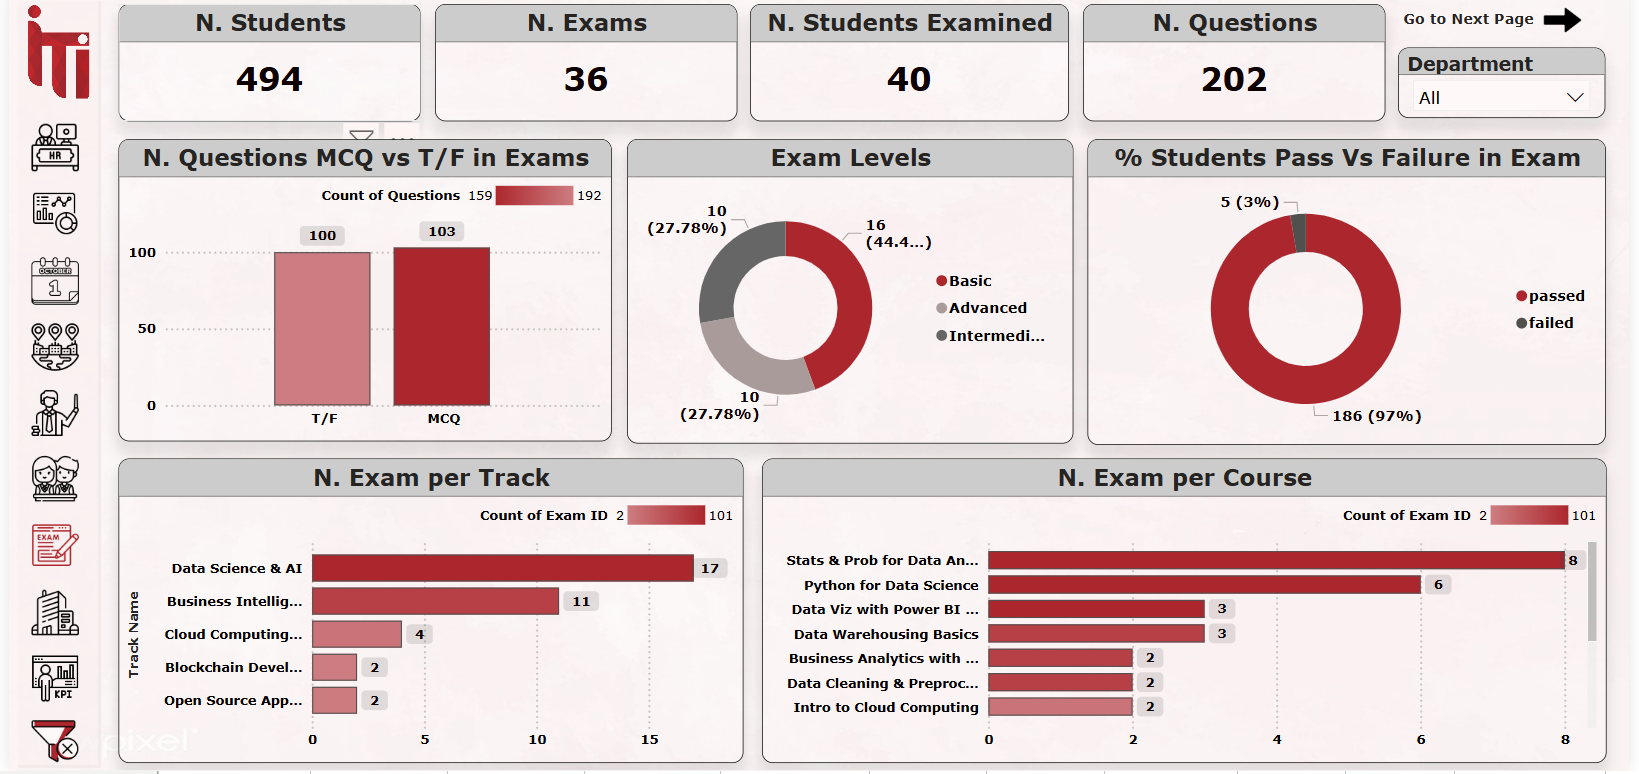 iTi
N. Students
494
N. Exams
36
N. Students Examined
40
N. Questions
202
Go to Next Page
Department
All
HR
OCTOBER
1
EXAM
KPI
N. Questions MCQ vs T/F in Exams
Count of Questions 159 192
100
50
0
100
103
T/F
MCQ
Exam Levels
10
(27.78%)
16
(44.4...)
10
(27.78%)
Basic
Advanced
Intermedi...
% Students Pass Vs Failure in Exam
5 (3%)
186 (97%)
passed
failed
N. Exam per Track
Count of Exam ID 2 101
Track Name
Data Science & AI 17
Business Intellig... 11
Cloud Computing... 4
Blockchain Devel... 2
Open Source App... 2
0 5 10 15
N. Exam per Course
Count of Exam ID 2 101
Stats & Prob for Data An... 8
Python for Data Science 6
Data Viz with Power BI ... 3
Data Warehousing Basics 3
Business Analytics with ... 2
Data Cleaning & Preproc... 2
Intro to Cloud Computing 2
0 2 4 6 8